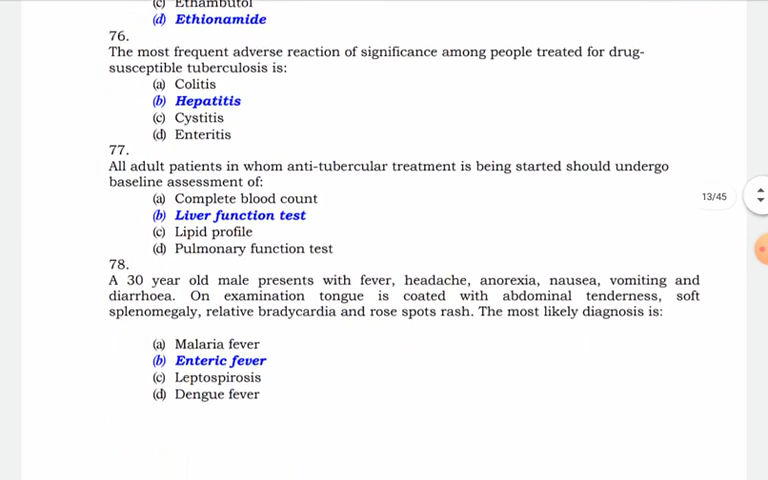 (c) Ethambutol
(d) Ethionamide
76.
The most frequent adverse reaction of significance among people treated for drug-
susceptible tuberculosis is:
(a) Colitis
(b) Hepatitis
(c) Cystitis
(d) Enteritis
77.
All adult patients in whom anti-tubercular treatment is being started should undergo
baseline assessment of:
(a) Complete blood count
(b) Liver function test
(c) Lipid profile
(d) Pulmonary function test
13/45
78.
A 30 year old male presents with fever, headache, anorexia, nausea, vomiting and
diarrhoea. On examination tongue is coated with abdominal tenderness, soft
splenomegaly, relative bradycardia and rose spots rash. The most likely diagnosis is:
(a) Malaria fever
(b) Enteric fever
(c) Leptospirosis
(d) Dengue fever